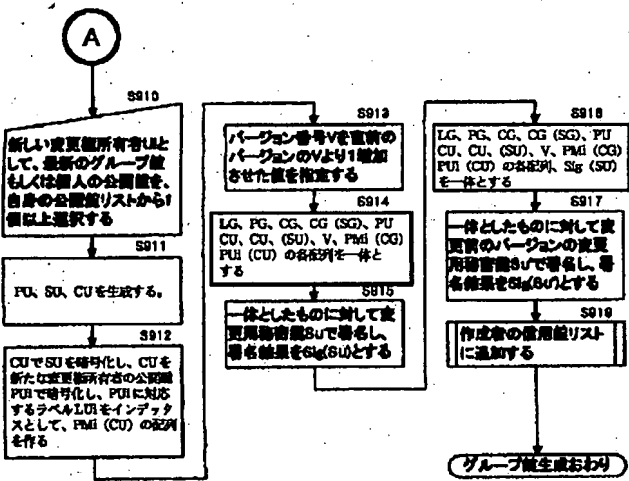 A
S910
新しい変更権所有者Uiと
して、最新のグループ鍵
もしくは個人の公開鍵を、
自身の公開鍵リストから1
個以上選択する
S911
PU、SU、CUを生成する。
S912
CUでSUを暗号化し、CUを
新たな変更権所有者の公開鍵
PUiで暗号化し、PUiに対応
するラベルLUiをインデッタ
スとして、PMi (CU) の配列
を作る
S913
バージョン番号Vを直前の
バージョンのVより1増加
させた値を指定する
S914
LG、PG、CG、CG (SG)、PU
CU、CU、(SU)、V、PMi (CG)
PUi (CU) の各配列を一体と
する
S915
一体としたものに対して変
更用秘密鍵Suで署名し、署
名結果をSig(Su)とする
S916
LG、PG、CG、CG (SG)、PU
CU、CU、(SU)、V、PMi (CG)
PUi (CU) の各配列、Sig (SU)
を一体とする
S917
一体としたものに対して変
更前のバージョンの変更
用秘密鍵Su'で署名し、署
名結果をSig(Su')とする
S919
作成者の信用鍵リスト
に追加する
グループ鍵生成おわり